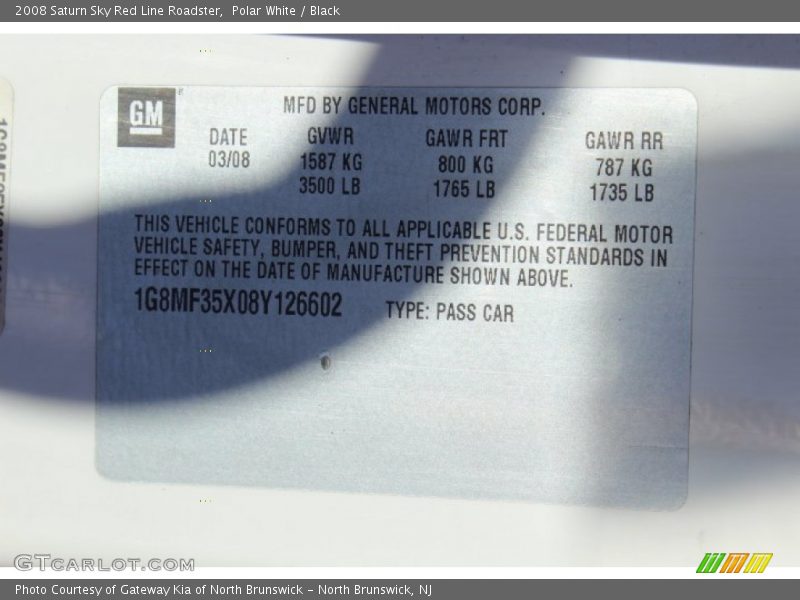 2008 Saturn Sky Red Line Roadster,  Polar White / Black
GM
MFD BY GENERAL MOTORS CORP.
DATE GVWR GAWR FRT GAWR RR
03/08 1587 KG 800 KG 787 KG
3500 LB 1765 LB 1735 LB
THIS VEHICLE CONFORMS TO ALL APPLICABLE U.S. FEDERAL MOTOR
VEHICLE SAFETY, BUMPER, AND THEFT PREVENTION STANDARDS IN
EFFECT ON THE DATE OF MANUFACTURE SHOWN ABOVE.
1G8MF35X08Y126602 TYPE: PASS CAR
GTCARLOT.COM
Photo Courtesy of Gateway Kia of North Brunswick - North Brunswick, NJ